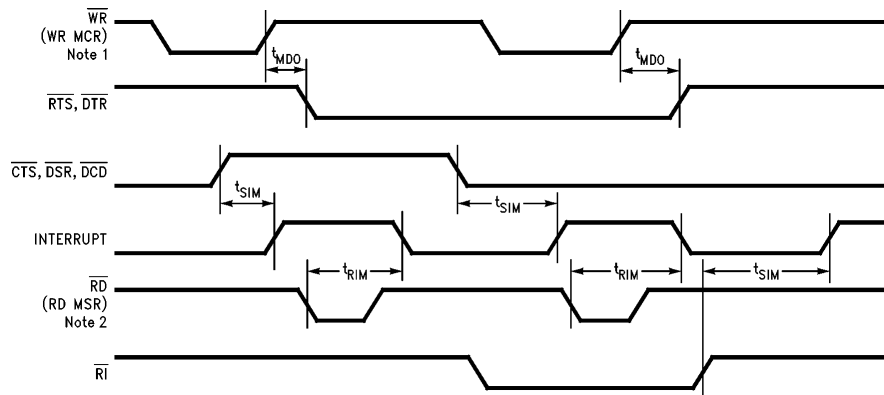 WR
(WR MCR)
Note 1
tMDO
tMDO
RTS, DTR
CTS, DSR, DCD
tSIM
tSIM
INTERRUPT
tRIM
tRIM
tSIM
RD
(RD MSR)
Note 2
RI